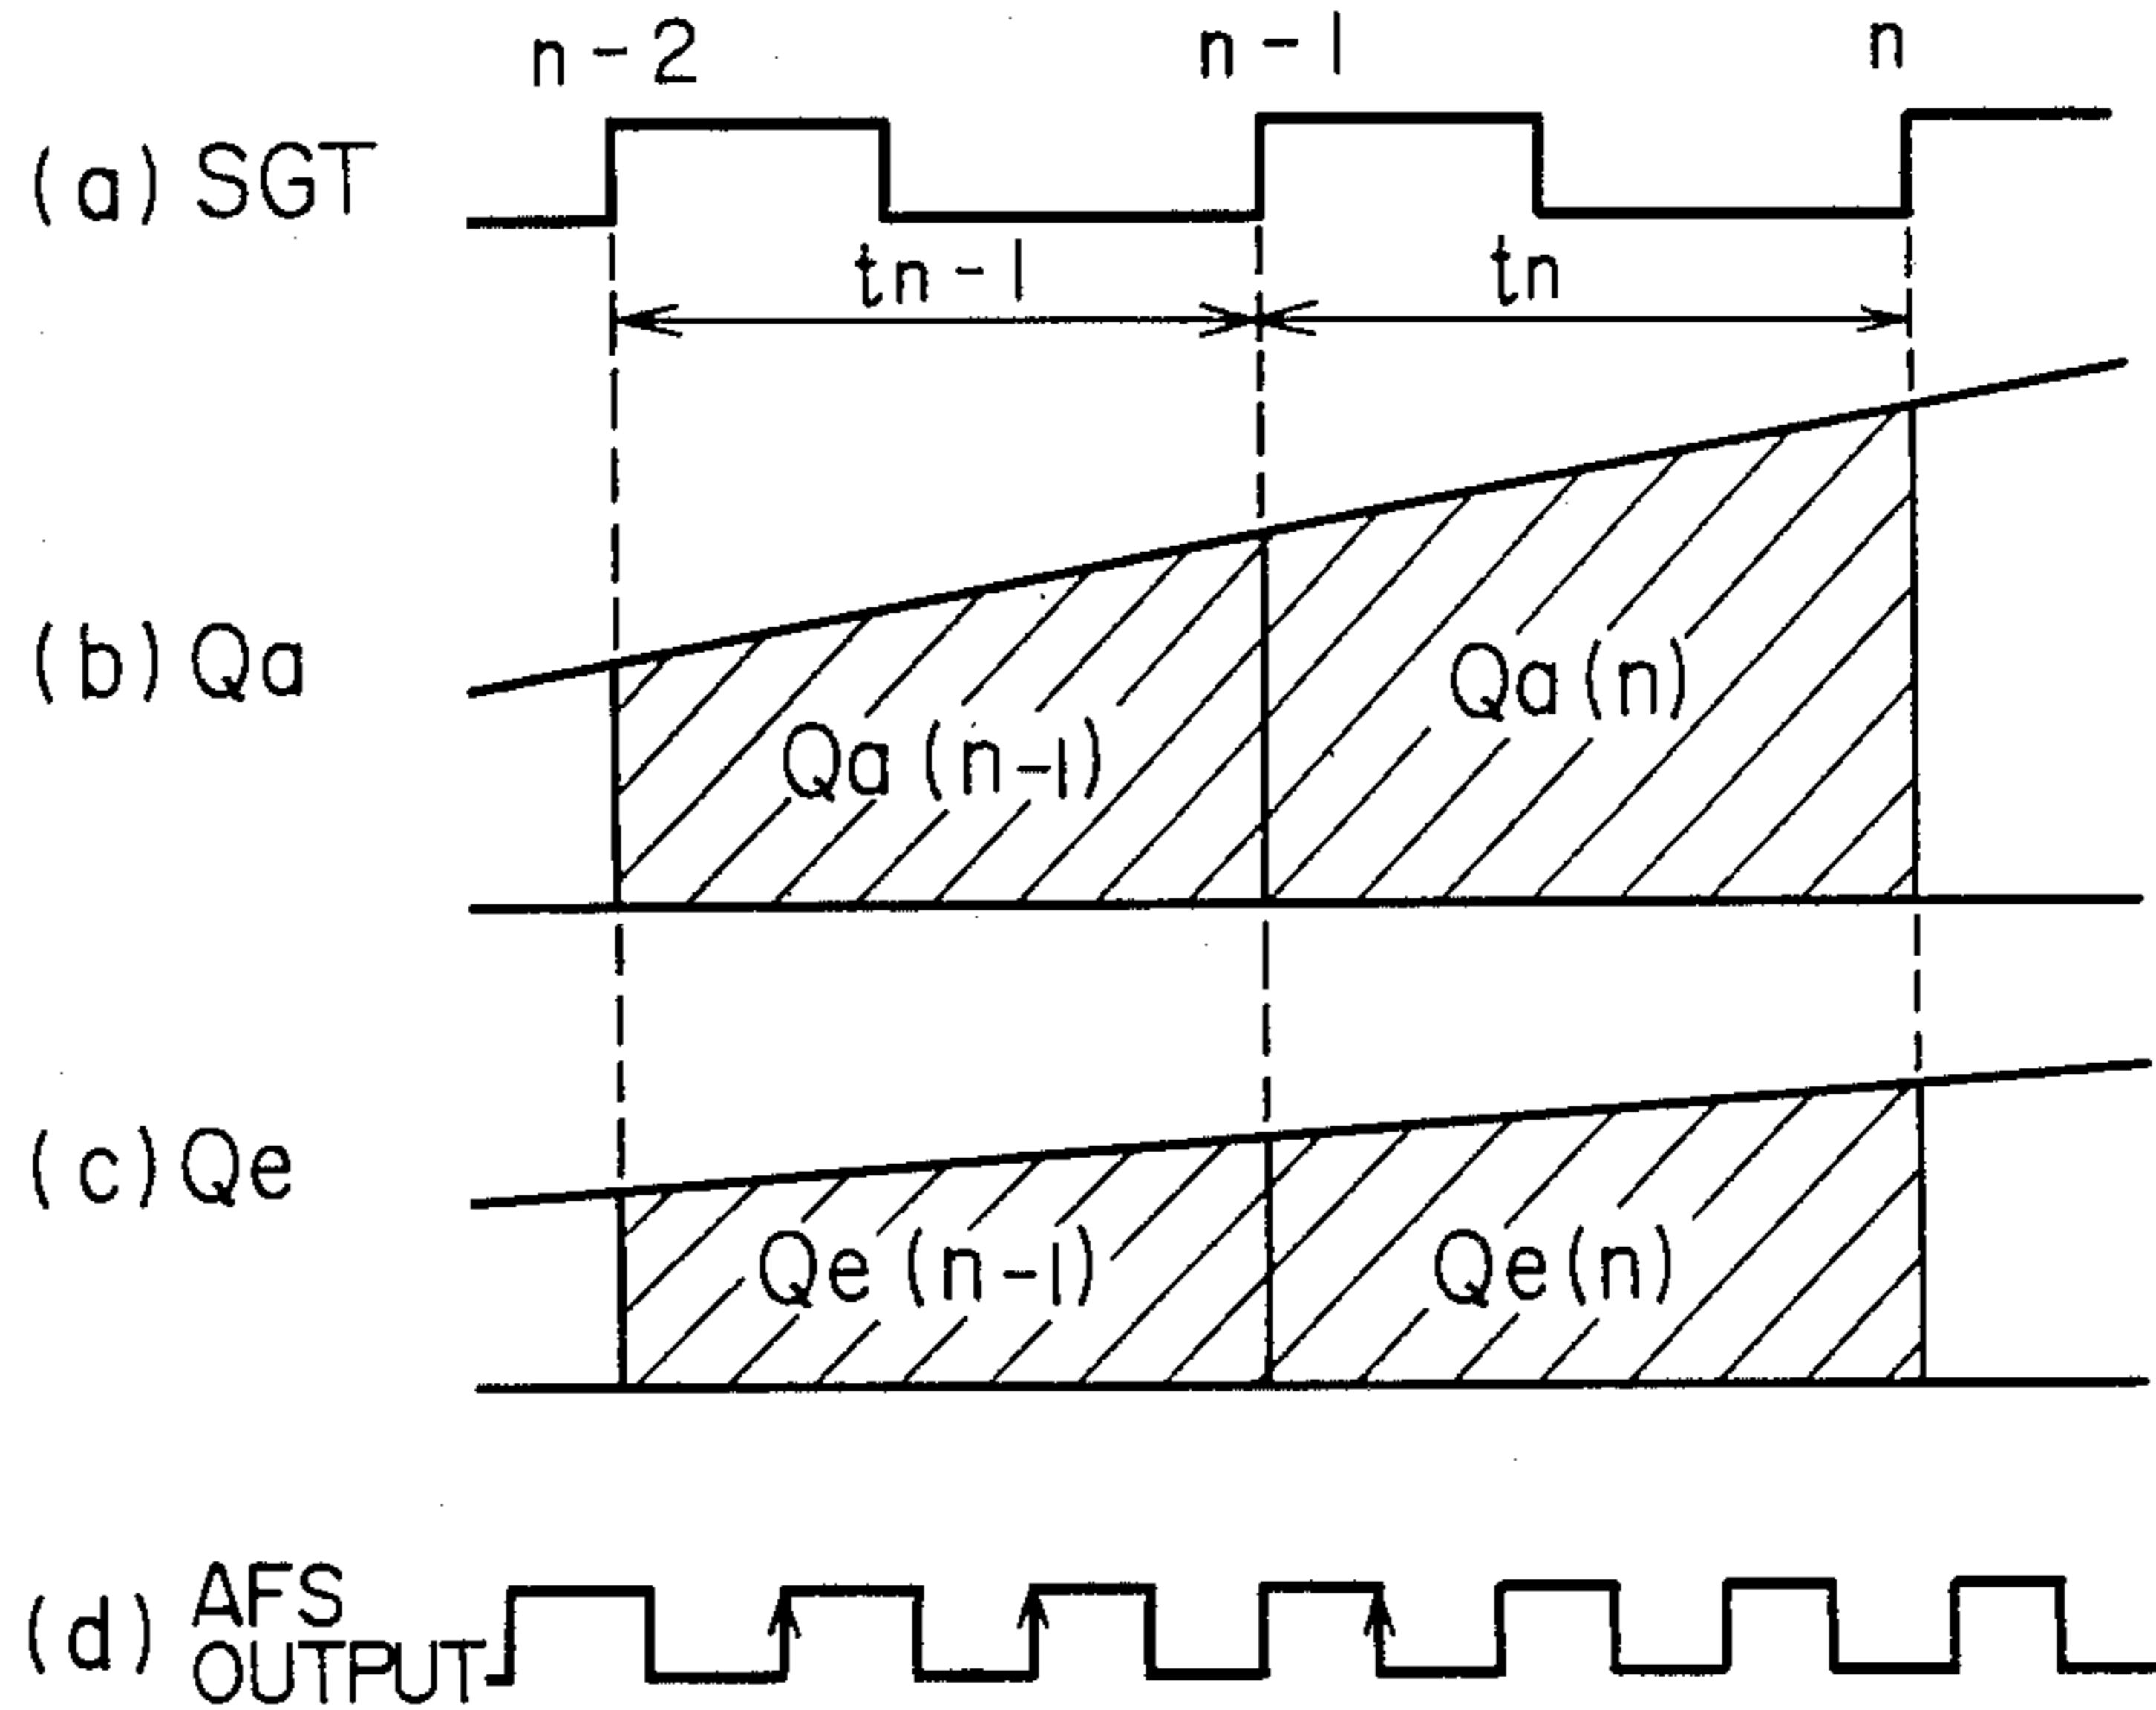 n-2 n-1 n
(a) SGT
tn-1 tn
(b) Qa
Qa(n-1) Qa(n)
(c) Qe
Qe(n-1) Qe(n)
(d) AFS
OUTPUT